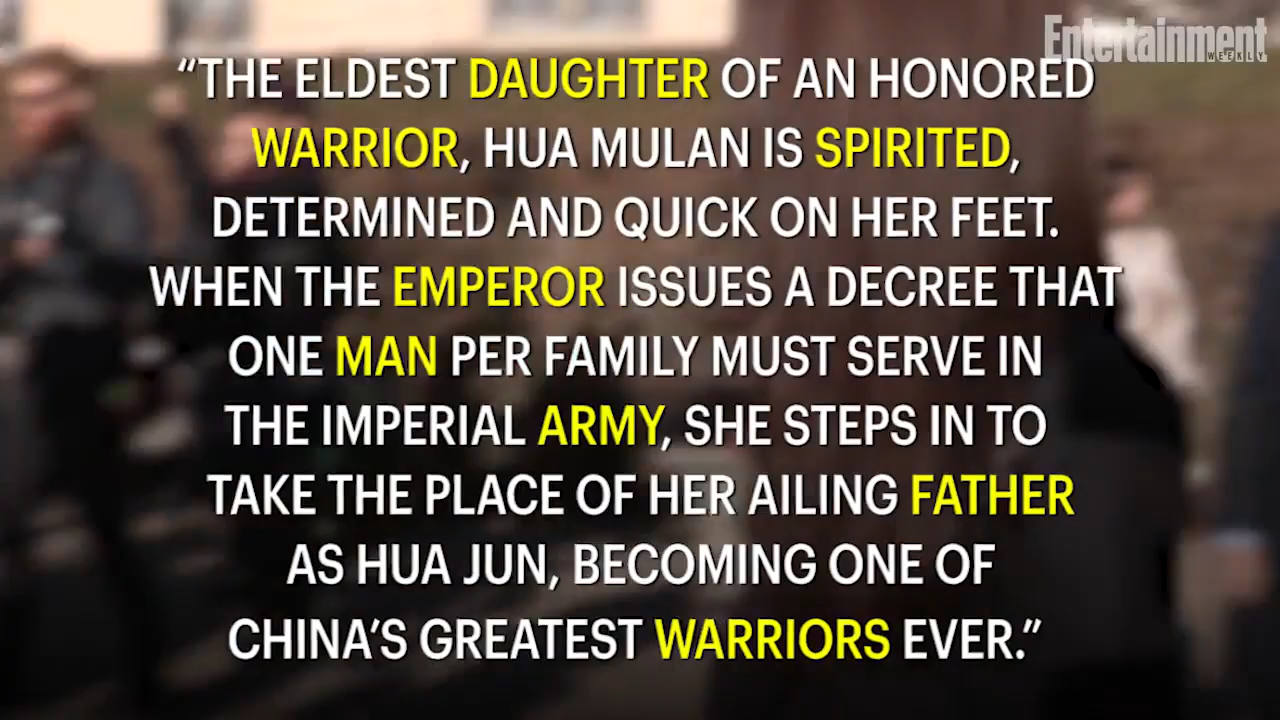 Entertainment
WEEKLY
“THE ELDEST DAUGHTER OF AN HONORED
WARRIOR, HUA MULAN IS SPIRITED,
DETERMINED AND QUICK ON HER FEET.
WHEN THE EMPEROR ISSUES A DECREE THAT
ONE MAN PER FAMILY MUST SERVE IN
THE IMPERIAL ARMY, SHE STEPS IN TO
TAKE THE PLACE OF HER AILING FATHER
AS HUA JUN, BECOMING ONE OF
CHINA’S GREATEST WARRIORS EVER.”